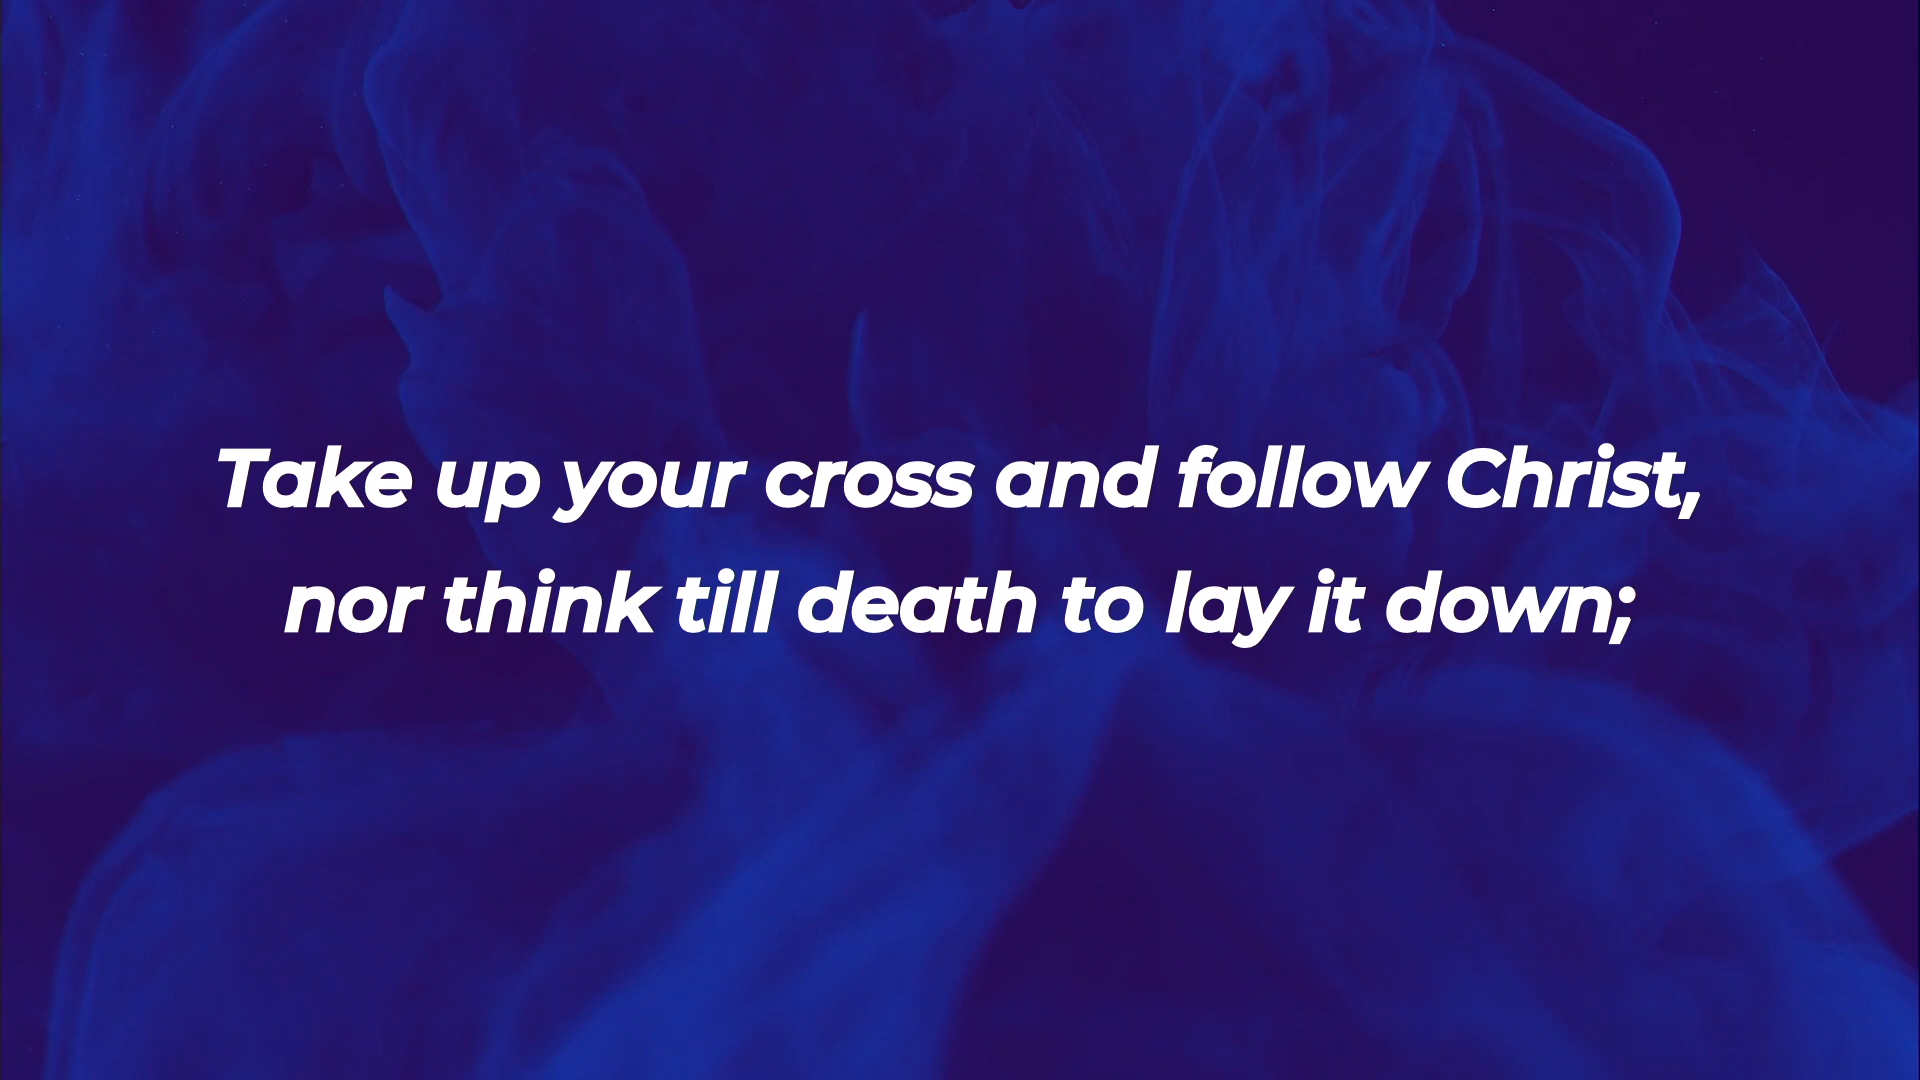 Take up your cross and follow Christ,
nor think till death to lay it down;